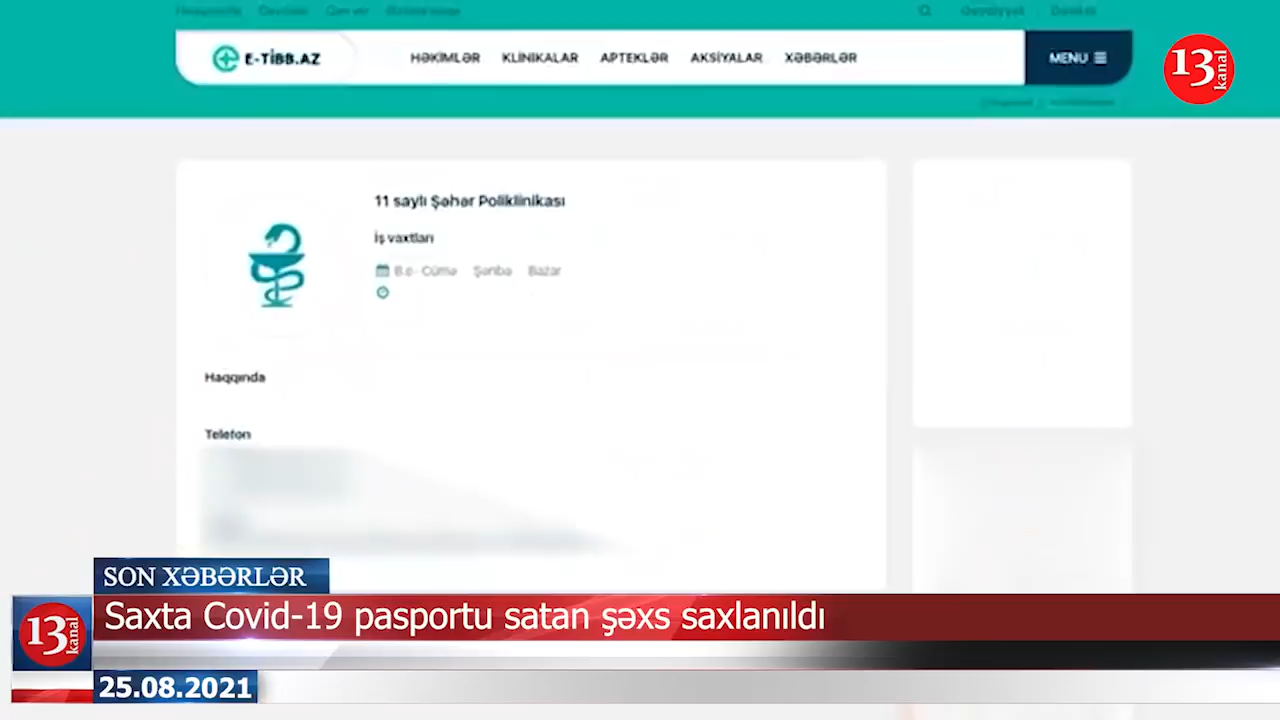 E-TİBB.AZ
HƏKİMLƏR KLİNİKALAR APTEKLƏR AKSİYALAR XƏBƏRLƏR
MENU
13 kanal
11 saylı Şəhər Poliklinikası
İş vaxtları
B.e- Cümə Şənbə Bazar
Haqqında
Telefon
SON XƏBƏRLƏR
Saxta Covid-19 pasportu satan şəxs saxlanıldı
13 kanal
25.08.2021